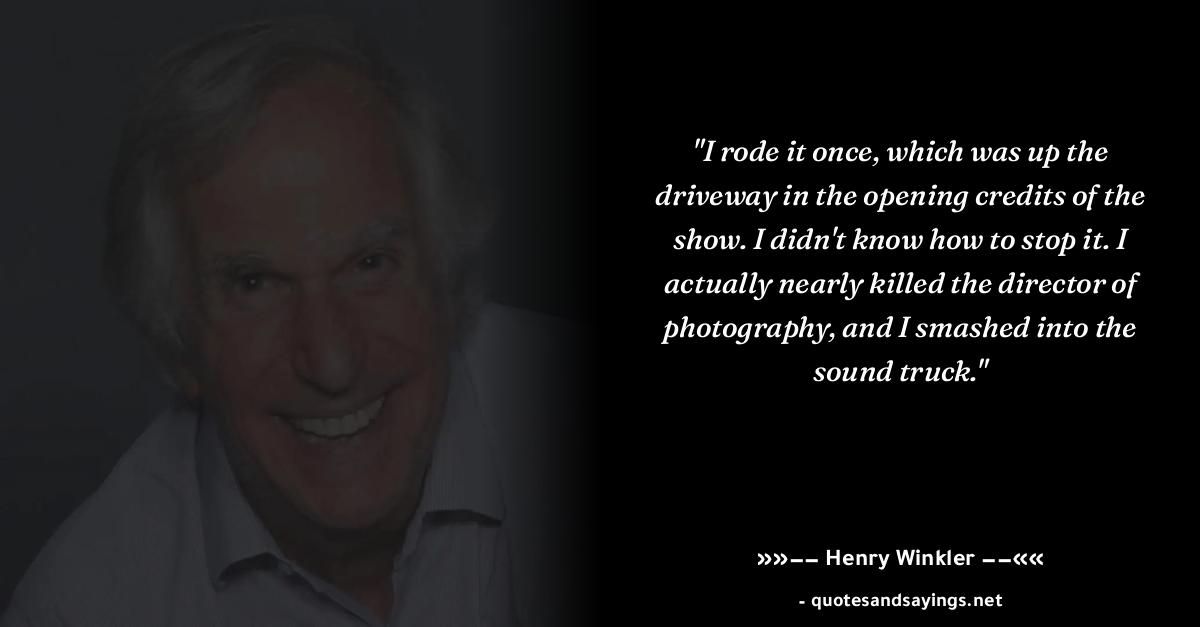 "I rode it once, which was up the
driveway in the opening credits of the
show. I didn't know how to stop it. I
actually nearly killed the director of
photography, and I smashed into the
sound truck."
»»−− Henry Winkler −−««
- quotesandsayings.net